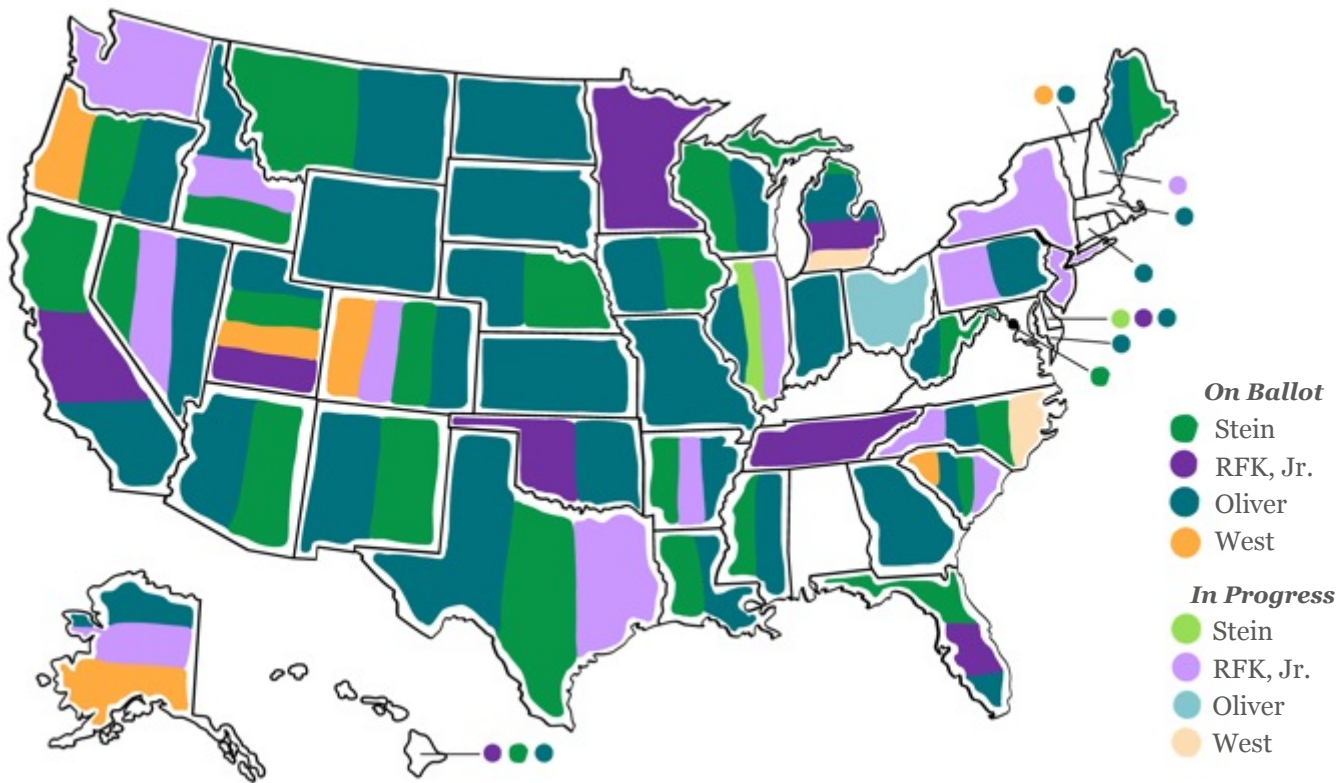 On Ballot
Stein
RFK, Jr.
Oliver
West
In Progress
Stein
RFK, Jr.
Oliver
West